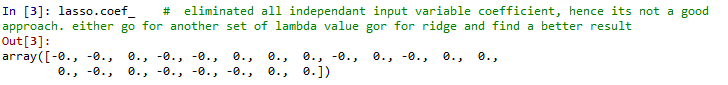 In [3]: lasso.coef_    #  eliminated all independant input variable coefficient, hence its not a good
approach. either go for another set of lambda value gor for ridge and find a better result
Out[3]:
array([-0., -0.,  0., -0., -0.,  0.,  0.,  0., -0.,  0., -0.,  0.,  0.,
        0., -0.,  0., -0., -0., -0.,  0.,  0.])